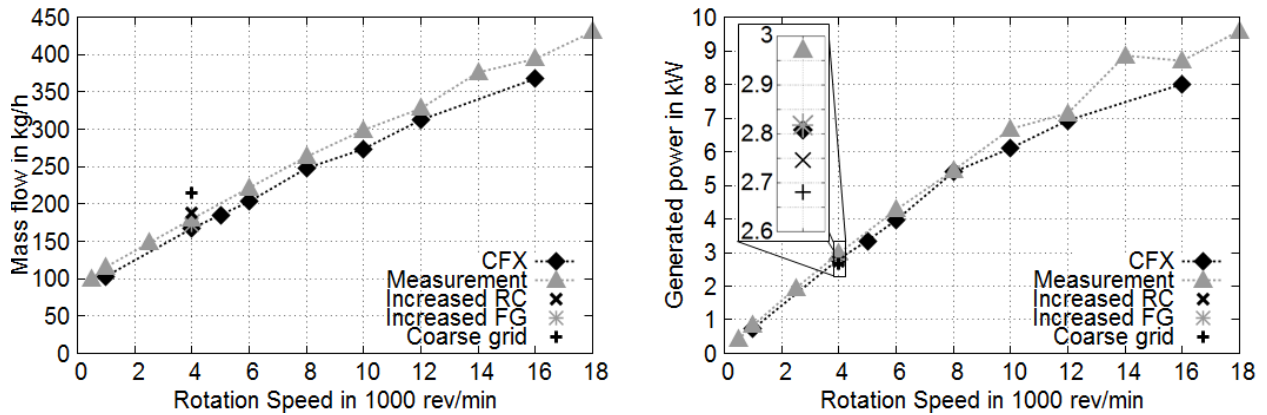 Mass flow in kg/h
450
400
350
300
250
200
150
100
50
0
CFX
Measurement
Increased RC
Increased FG
Coarse grid
0 2 4 6 8 10 12 14 16 18
Rotation Speed in 1000 rev/min
Generated power in kW
10
9
8
7
6
5
4
3
2
1
0
3
2.9
2.8
2.7
2.6
CFX
Measurement
Increased RC
Increased FG
Coarse grid
0 2 4 6 8 10 12 14 16 18
Rotation Speed in 1000 rev/min